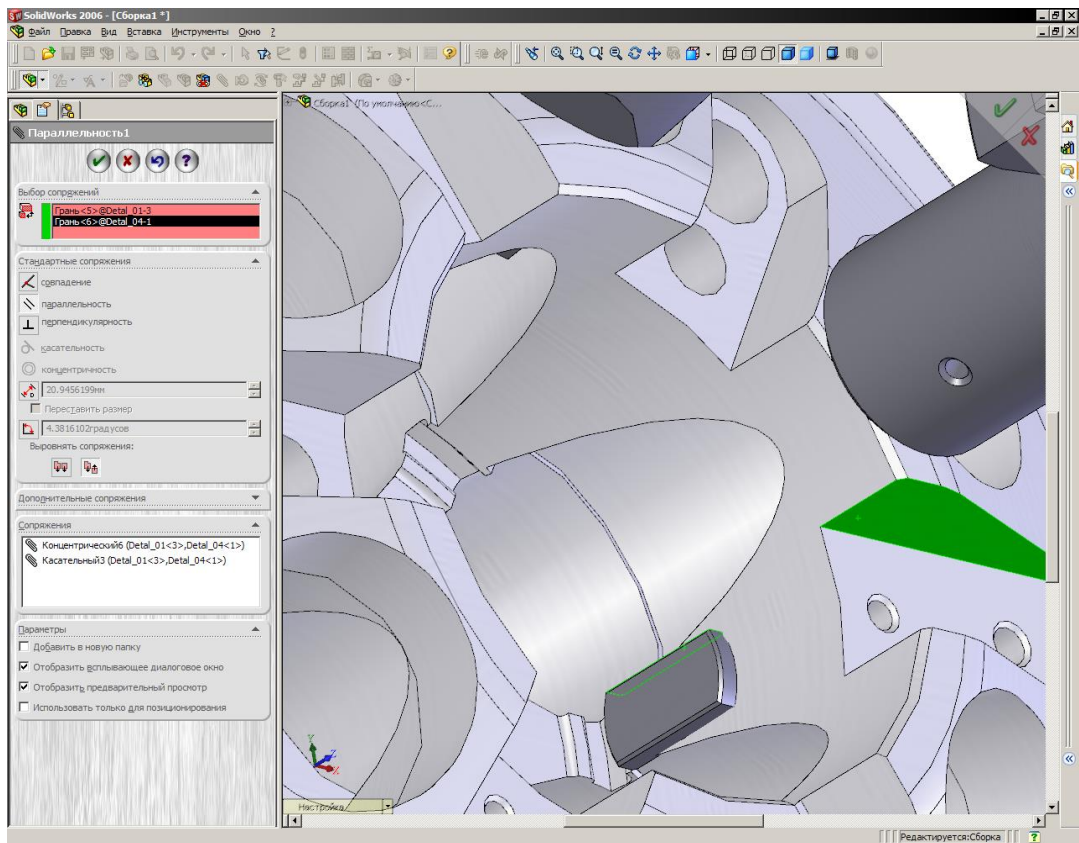 SolidWorks 2006 - [Сборка1 *]
Файл Правка Вид Вставка Инструменты Окно ?
Сборка1 (По умолчанию<С...
Параллельность1
Выбор сопряжений
Грань<5>@Detal_01-3
Грань<6>@Detal_04-1
Стандартные сопряжения
совпадение
параллельность
перпендикулярность
касательность
концентричность
20.9456199мм
Переставить размер
4.3816102градусов
Выровнять сопряжения:
Дополнительные сопряжения
Сопряжения
Концентрический6 (Detal_01<3>,Detal_04<1>)
Касательный3 (Detal_01<3>,Detal_04<1>)
Параметры
Добавить в новую папку
Отобразить всплывающее диалоговое окно
Отобразить предварительный просмотр
Использовать только для позиционирования
Y
Z
X
Настройка
Редактируется:Сборка
?